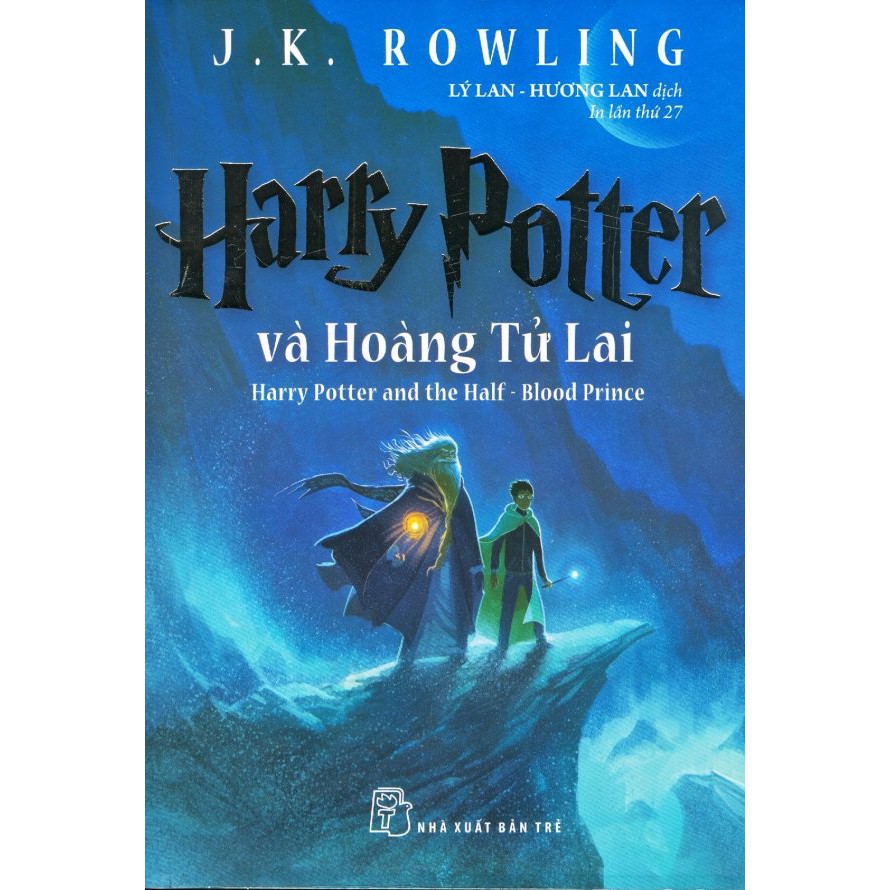 J.K. ROWLING
LÝ LAN - HƯƠNG LAN dịch
In lần thứ 27
Harry Potter
và Hoàng Tử Lai
Harry Potter and the Half - Blood Prince
NHÀ XUẤT BẢN TRẺ